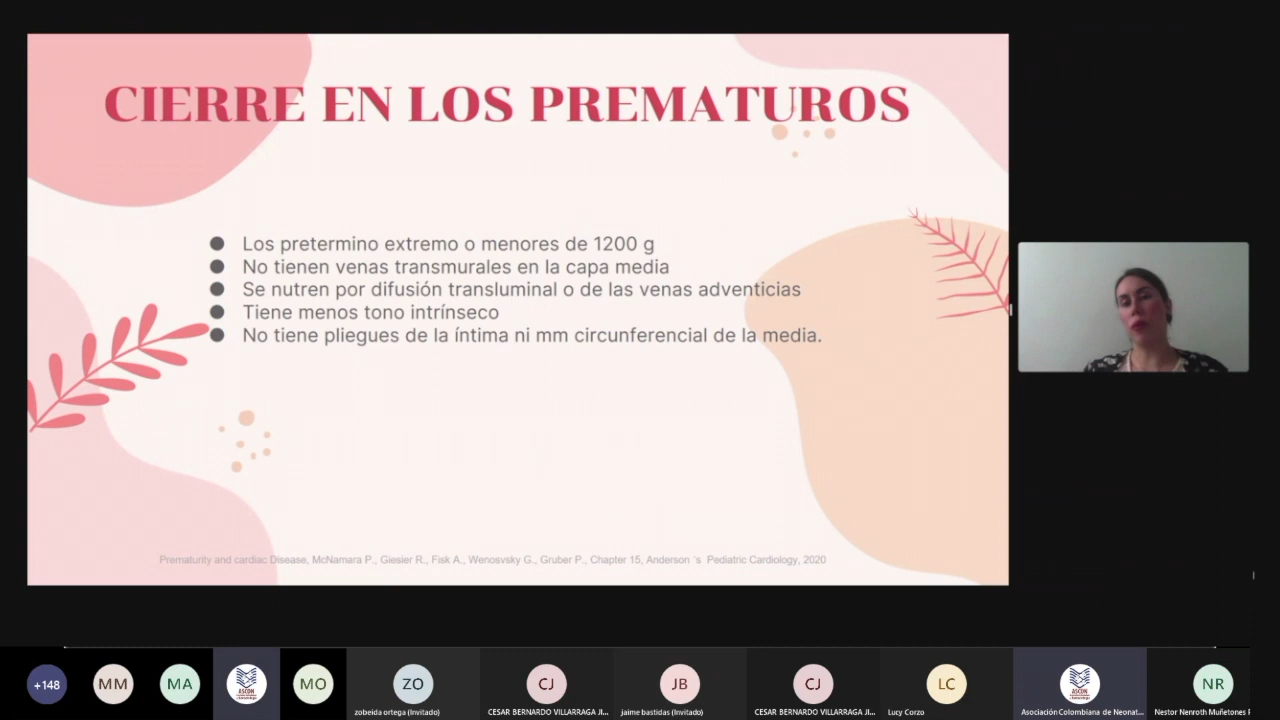 CIERRE EN LOS PREMATUROS
Los pretermino extremo o menores de 1200 g
No tienen venas transmurales en la capa media
Se nutren por difusión transluminal o de las venas adventicias
Tiene menos tono intrínseco
No tiene pliegues de la íntima ni mm circunferencial de la media.
Prematurity and cardiac Disease, McNamara P., Giesier R., Fisk A., Wenosvsky G., Gruber P., Chapter 15, Anderson ´s Pediatric Cardiology, 2020
+148
MM
MA
ASCON
MO
ZO
CJ
JB
CJ
LC
ASCON
NR
zobeida ortega (Invitado)
CESAR BERNARDO VILLARRAGA JI...
jaime bastidas (Invitado)
CESAR BERNARDO VILLARRAGA JI...
Lucy Corzo
Asociación Colombiana de Neonat...
Nestor Nenroth Muñetones